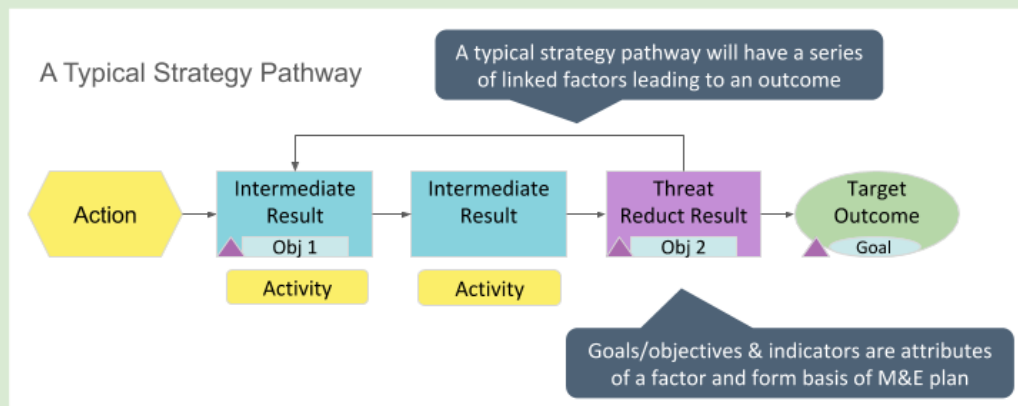 A Typical Strategy Pathway
A typical strategy pathway will have a series
of linked factors leading to an outcome
Action
Intermediate
Result
Obj 1
Activity
Intermediate
Result
Activity
Threat
Reduct Result
Obj 2
Target
Outcome
Goal
Goals/objectives & indicators are attributes
of a factor and form basis of M&E plan